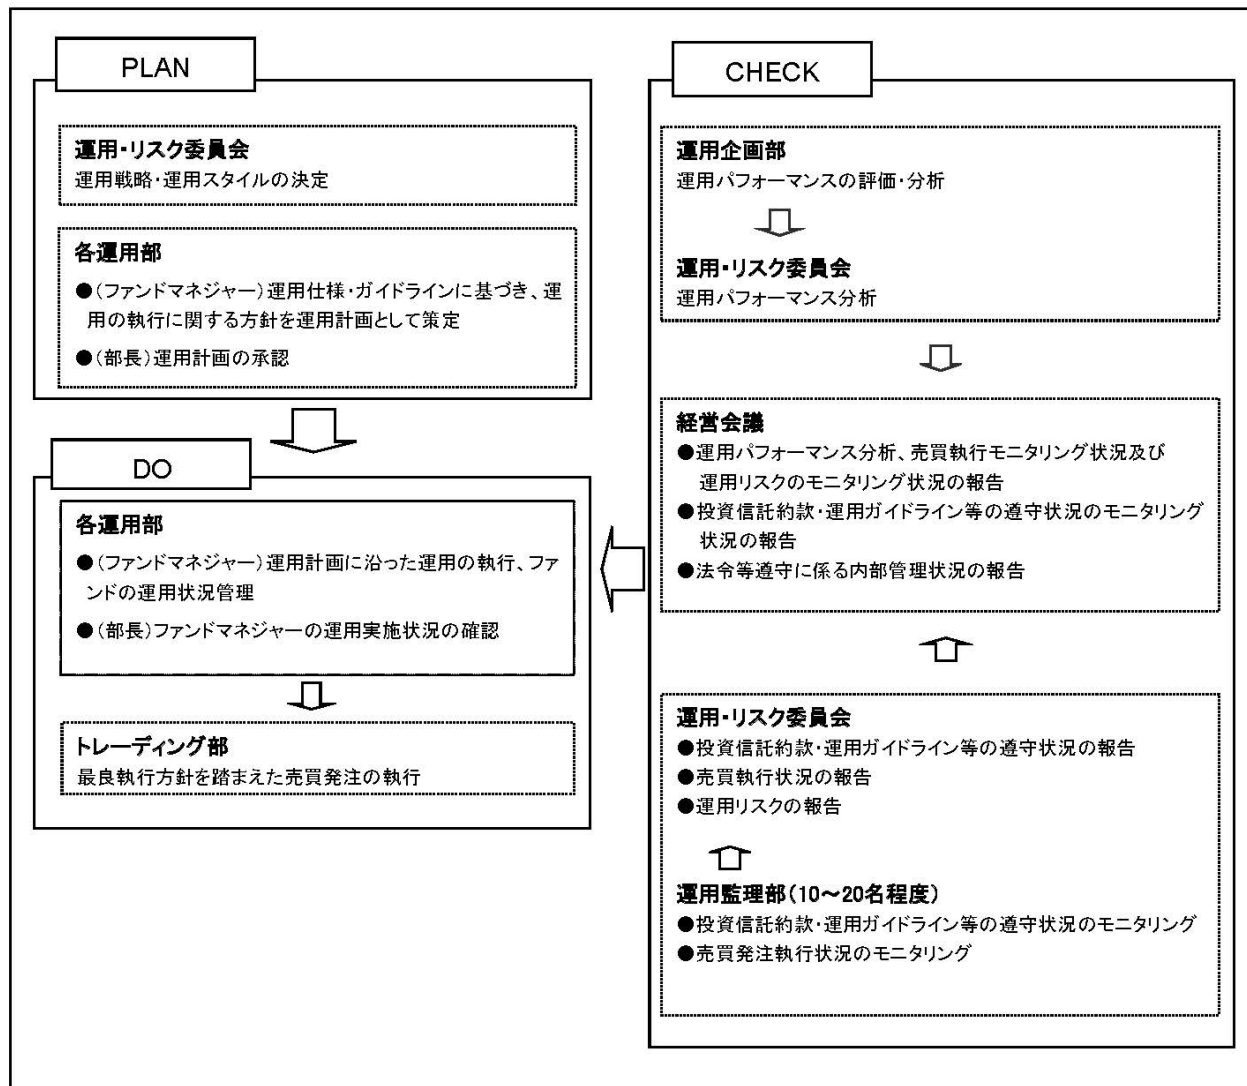 PLAN
運用・リスク委員会
運用戦略・運用スタイルの決定
各運用部
●(ファンドマネジャー)運用仕様・ガイドラインに基づき、運
用の執行に関する方針を運用計画として策定
●(部長)運用計画の承認
DO
各運用部
●(ファンドマネジャー)運用計画に沿った運用の執行、ファ
ンドの運用状況管理
●(部長)ファンドマネジャーの運用実施状況の確認
トレーディング部
最良執行方針を踏まえた売買発注の執行
CHECK
運用企画部
運用パフォーマンスの評価・分析
運用・リスク委員会
運用パフォーマンス分析
経営会議
●運用パフォーマンス分析、売買執行モニタリング状況及び
運用リスクのモニタリング状況の報告
●投資信託約款・運用ガイドライン等の遵守状況のモニタリング
状況の報告
●法令等遵守に係る内部管理状況の報告
運用・リスク委員会
●投資信託約款・運用ガイドライン等の遵守状況の報告
●売買執行状況の報告
●運用リスクの報告
運用監理部(10~20名程度)
●投資信託約款・運用ガイドライン等の遵守状況のモニタリング
●売買発注執行状況のモニタリング